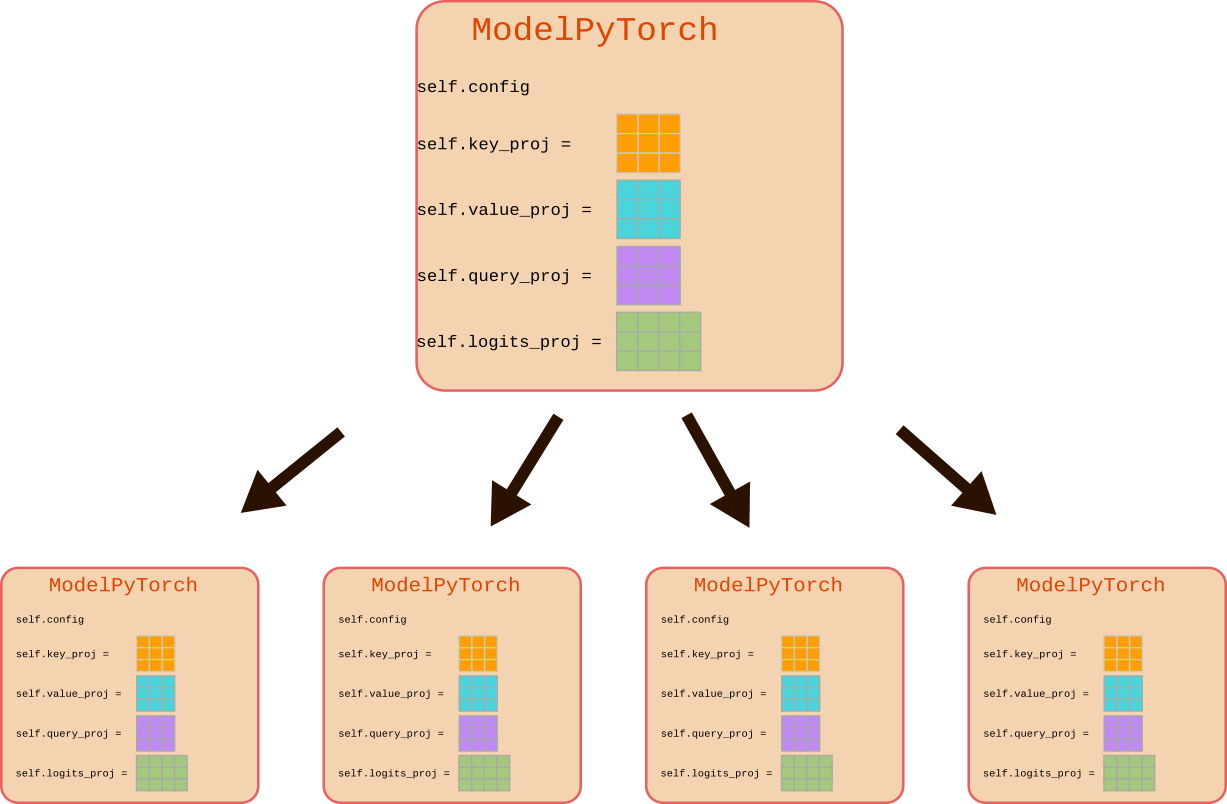 ModelPyTorch
self.config
self.key_proj =
self.value_proj =
self.query_proj =
self.logits_proj =
ModelPyTorch
self.config
self.key_proj =
self.value_proj =
self.query_proj =
self.logits_proj =
ModelPyTorch
self.config
self.key_proj =
self.value_proj =
self.query_proj =
self.logits_proj =
ModelPyTorch
self.config
self.key_proj =
self.value_proj =
self.query_proj =
self.logits_proj =
ModelPyTorch
self.config
self.key_proj =
self.value_proj =
self.query_proj =
self.logits_proj =